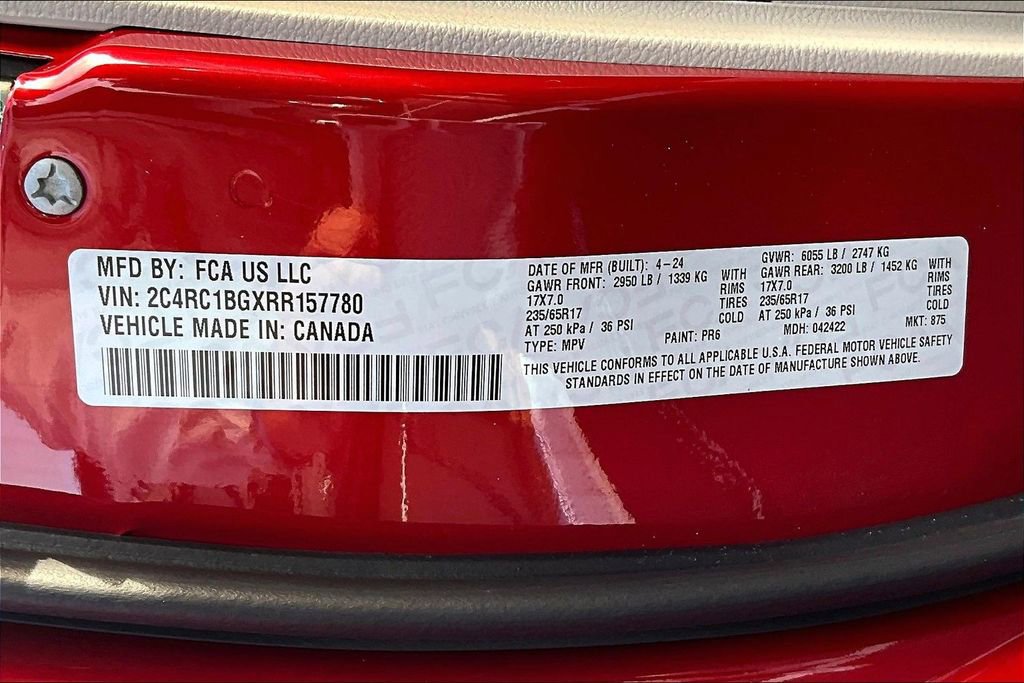 MFD BY: FCA US LLC
VIN: 2C4RC1BGXRR157780
VEHICLE MADE IN: CANADA
DATE OF MFR (BUILT): 4-24
GAWR FRONT: 2950 LB / 1339 KG WITH
17X7.0 RIMS
235/65R17 TIRES
AT 250 kPa / 36 PSI COLD
TYPE: MPV PAINT: PR6
GVWR: 6055 LB / 2747 KG
GAWR REAR: 3200 LB / 1452 KG WITH
17X7.0 RIMS
235/65R17 TIRES
AT 250 kPa / 36 PSI COLD
MDH: 042422 MKT: 875
THIS VEHICLE CONFORMS TO ALL APPLICABLE U.S.A. FEDERAL MOTOR VEHICLE SAFETY
STANDARDS IN EFFECT ON THE DATE OF MANUFACTURE SHOWN ABOVE.